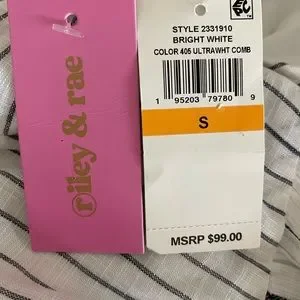 riley & rae
STYLE 2331910
BRIGHT WHITE
COLOR 405 ULTRAWHT COMB
1 95203 79780 9
S
MSRP $99.00